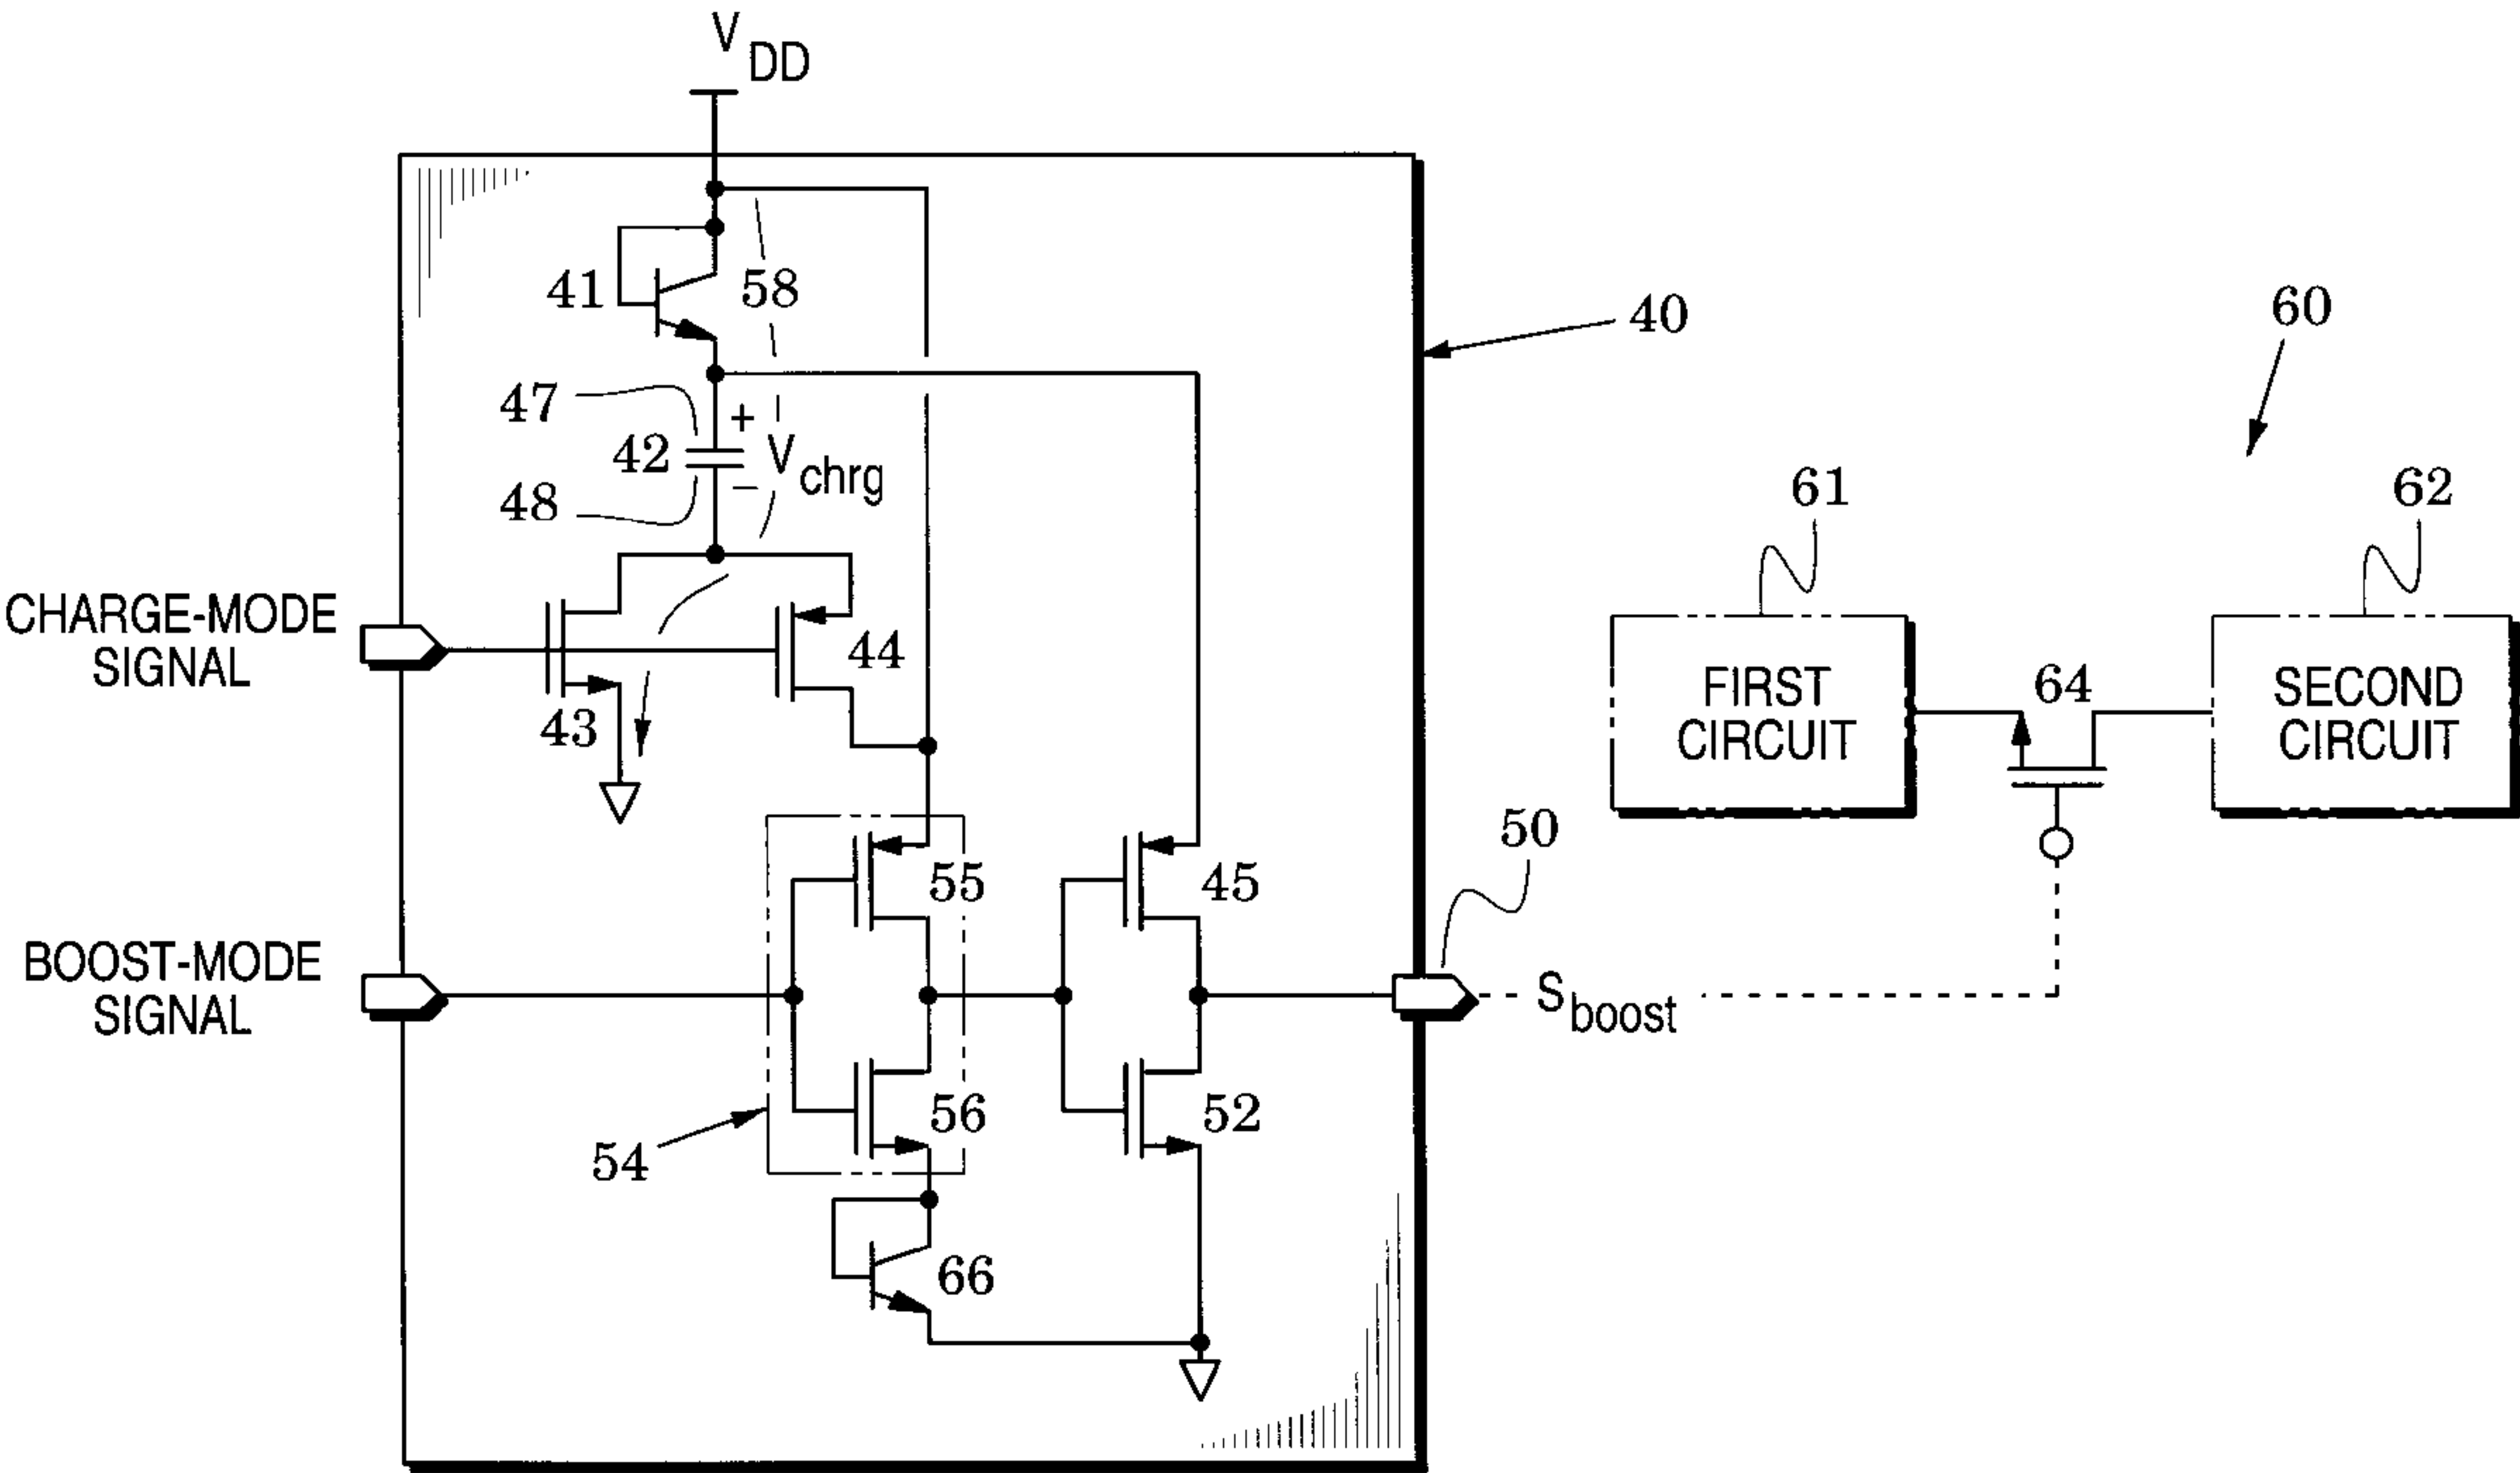 V
DD
41
58
40
60
47
+
42
V
chrg
48
−
61
62
CHARGE-MODE
SIGNAL
44
43
FIRST
CIRCUIT
64
SECOND
CIRCUIT
50
55
45
BOOST-MODE
SIGNAL
S
boost
56
52
54
66